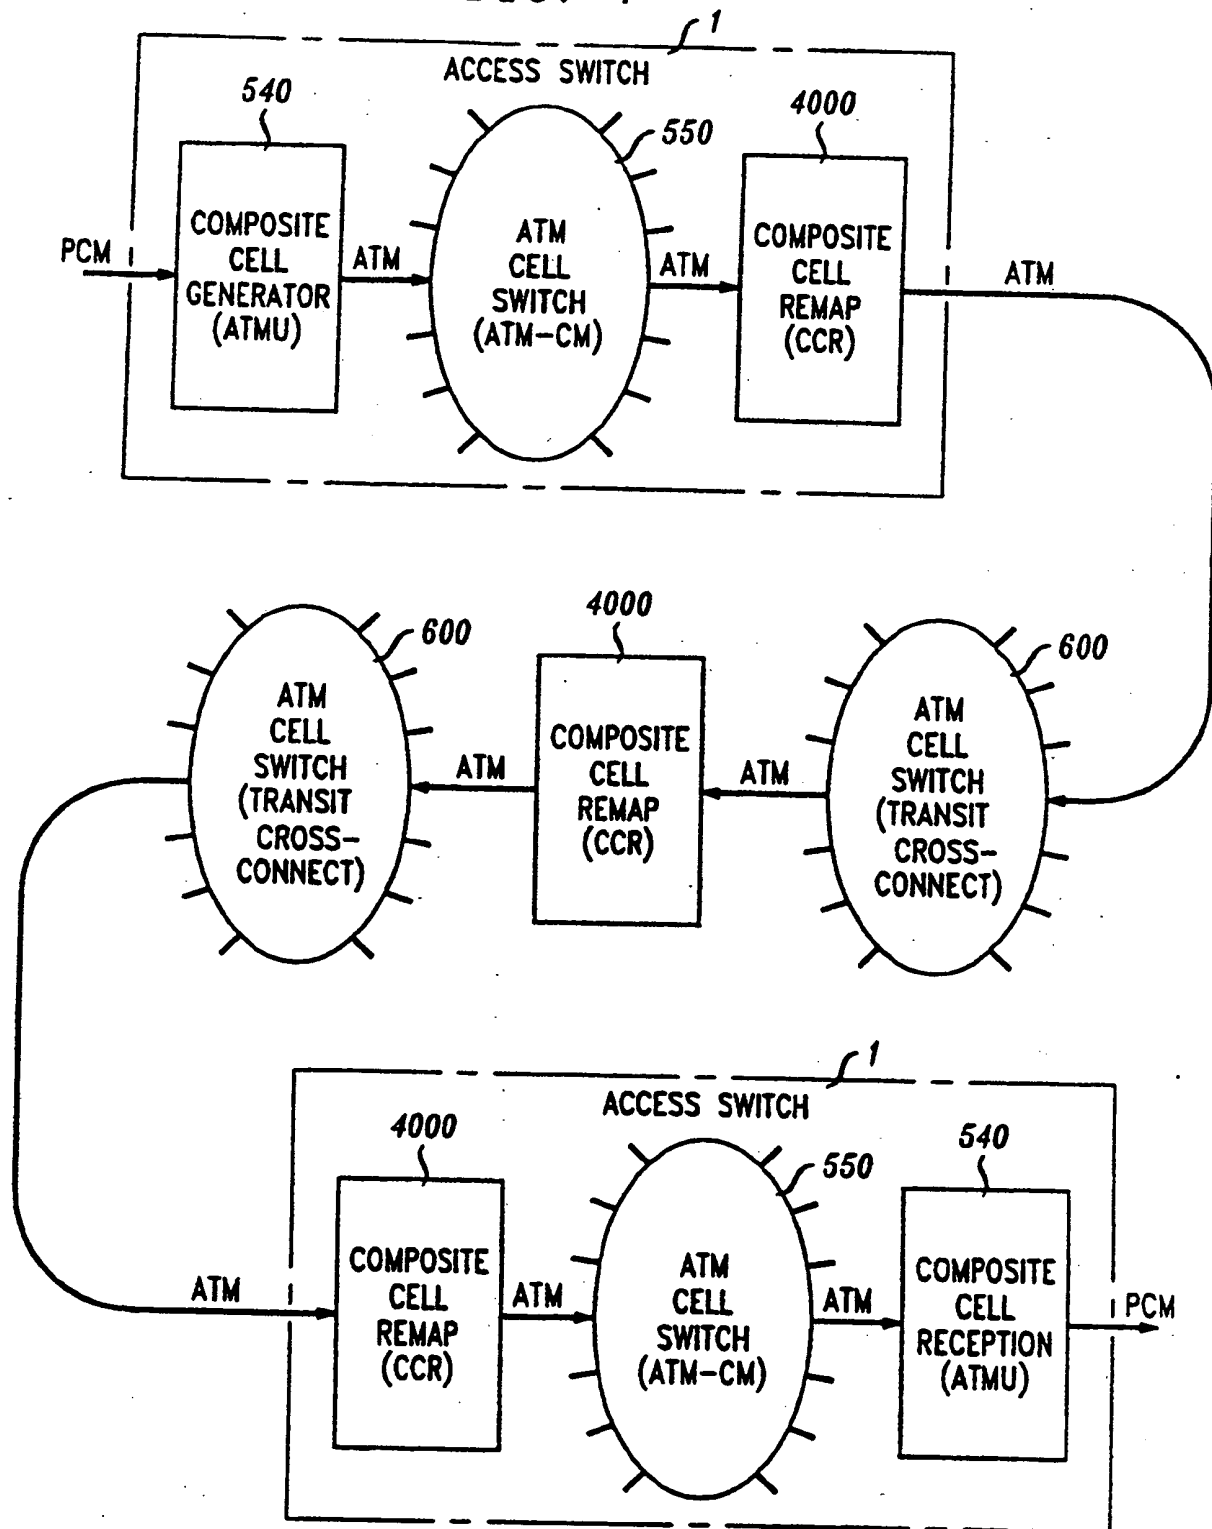 1
ACCESS SWITCH
540
550
4000
PCM
COMPOSITE
CELL
GENERATOR
(ATMU)
ATM
ATM
CELL
SWITCH
(ATM-CM)
ATM
COMPOSITE
CELL
REMAP
(CCR)
ATM
600
ATM
CELL
SWITCH
(TRANSIT
CROSS-
CONNECT)
ATM
4000
COMPOSITE
CELL
REMAP
(CCR)
ATM
600
ATM
CELL
SWITCH
(TRANSIT
CROSS-
CONNECT)
1
ACCESS SWITCH
4000
550
540
ATM
COMPOSITE
CELL
REMAP
(CCR)
ATM
ATM
CELL
SWITCH
(ATM-CM)
ATM
COMPOSITE
CELL
RECEPTION
(ATMU)
PCM